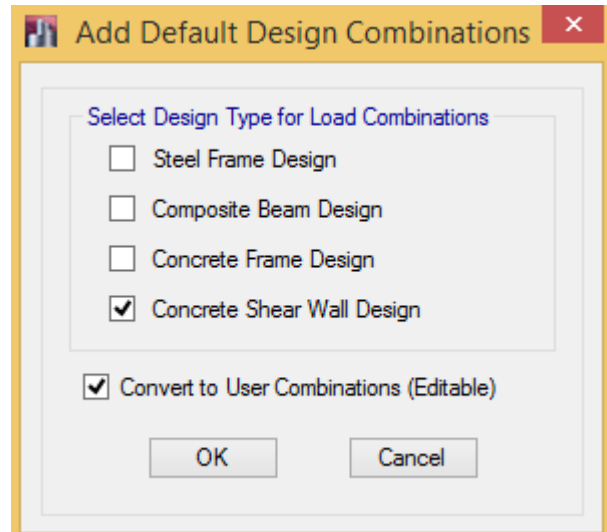 Add Default Design Combinations
Select Design Type for Load Combinations
Steel Frame Design
Composite Beam Design
Concrete Frame Design
Concrete Shear Wall Design
Convert to User Combinations (Editable)
OK Cancel